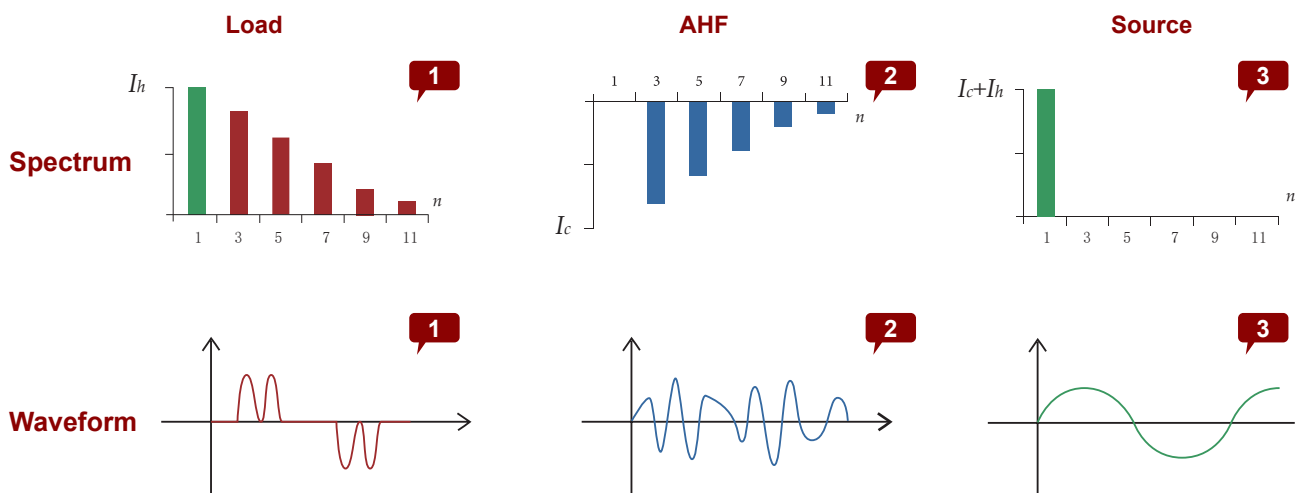 Load
AHF
Source
1
2
3
Spectrum
Ih
n
1 3 5 7 9 11
1 3 5 7 9 11
n
Ic
Ic+Ih
n
1 3 5 7 9 11
Waveform
1
2
3